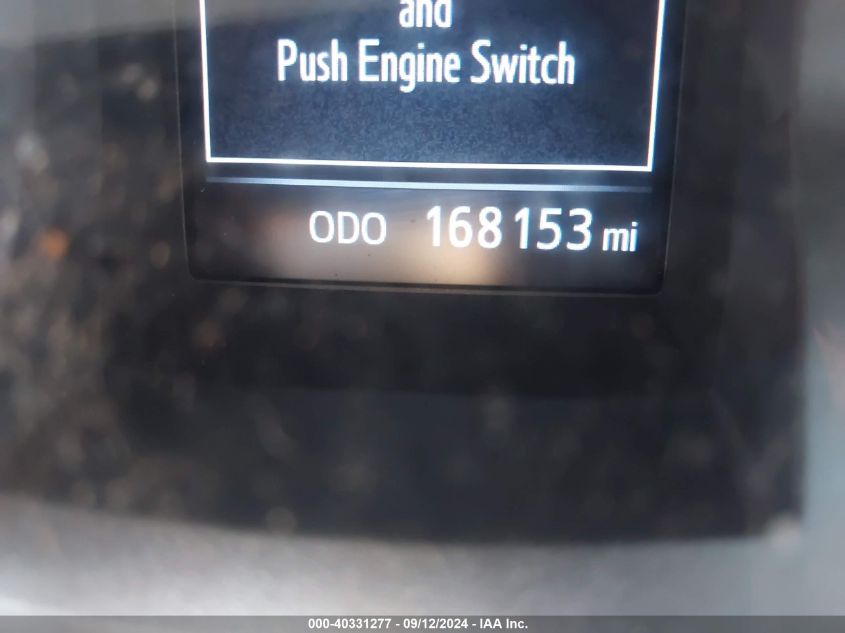 and
Push Engine Switch
ODO 168153 mi
000-40331277 - 09/12/2024 - IAA Inc.